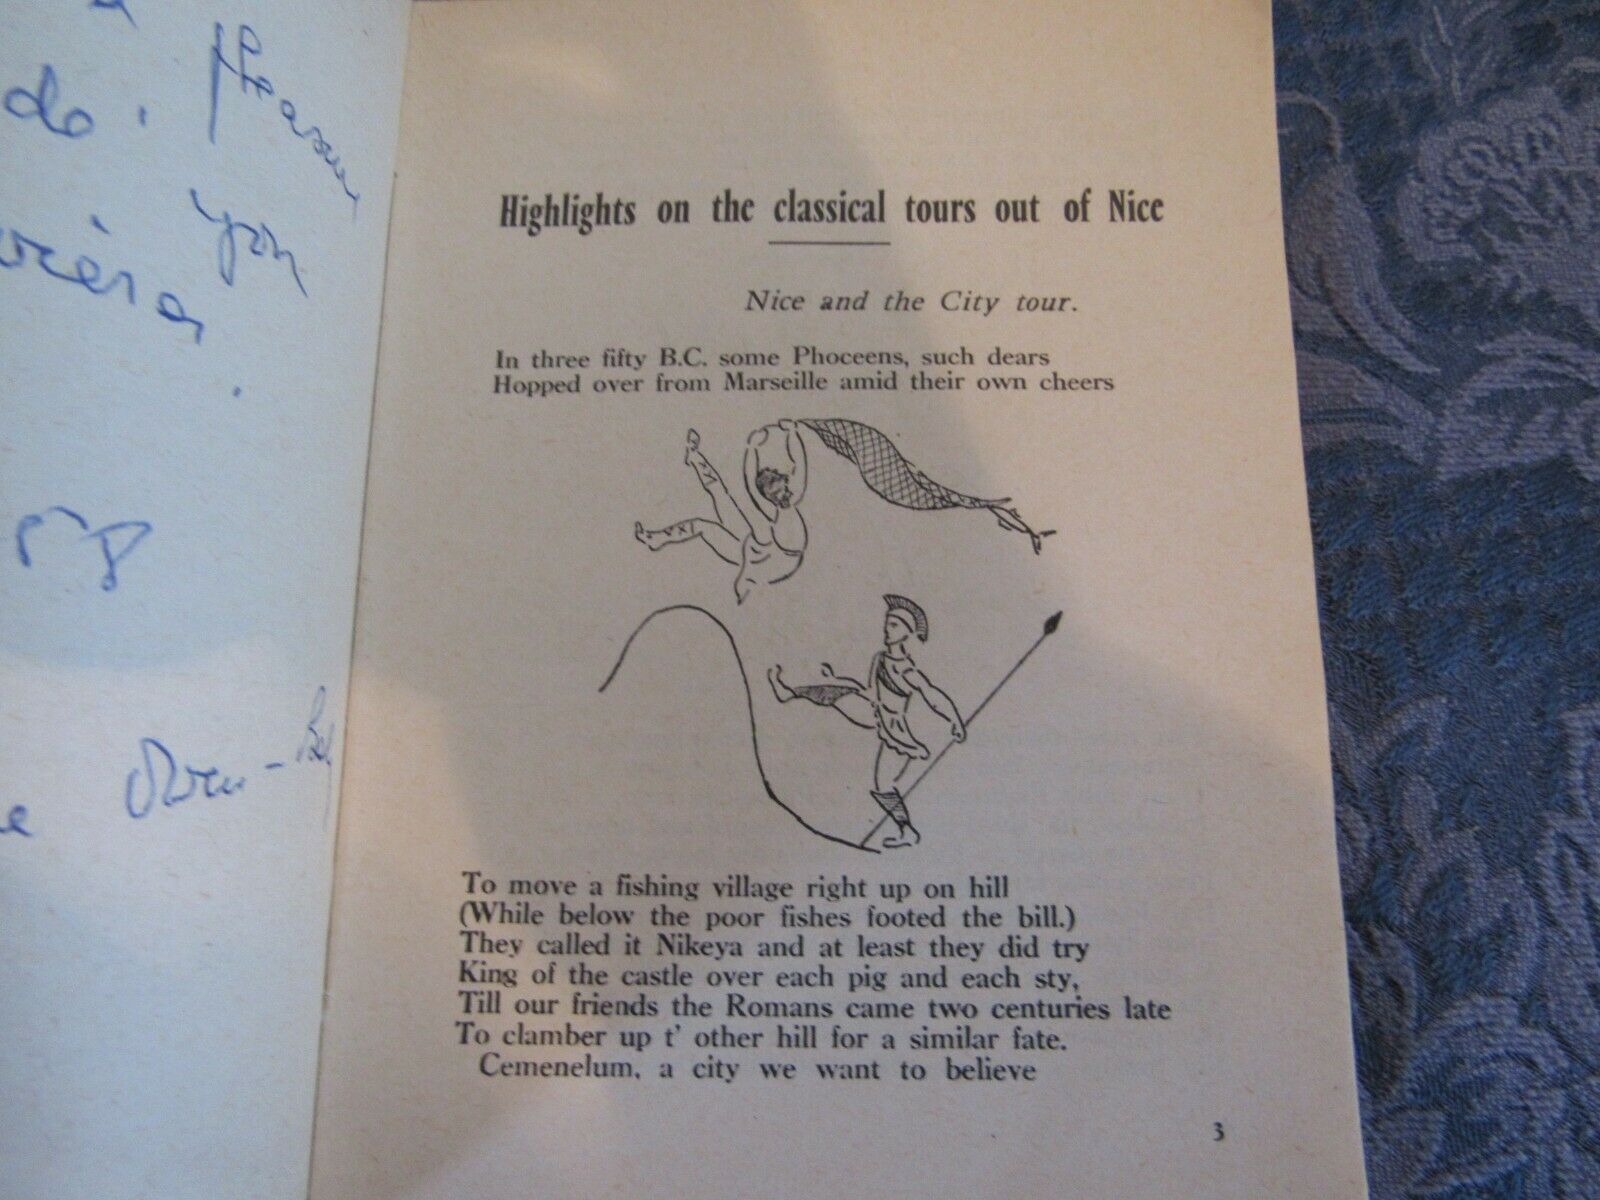 do.
you
58
Highlights on the classical tours out of Nice
Nice and the City tour.
In three fifty B.C. some Phoceens, such dears
Hopped over from Marseille amid their own cheers
To move a fishing village right up on hill
(While below the poor fishes footed the bill.)
They called it Nikeya and at least they did try
King of the castle over each pig and each sty,
Till our friends the Romans came two centuries late
To clamber up t' other hill for a similar fate.
Cemenelum, a city we want to believe
3